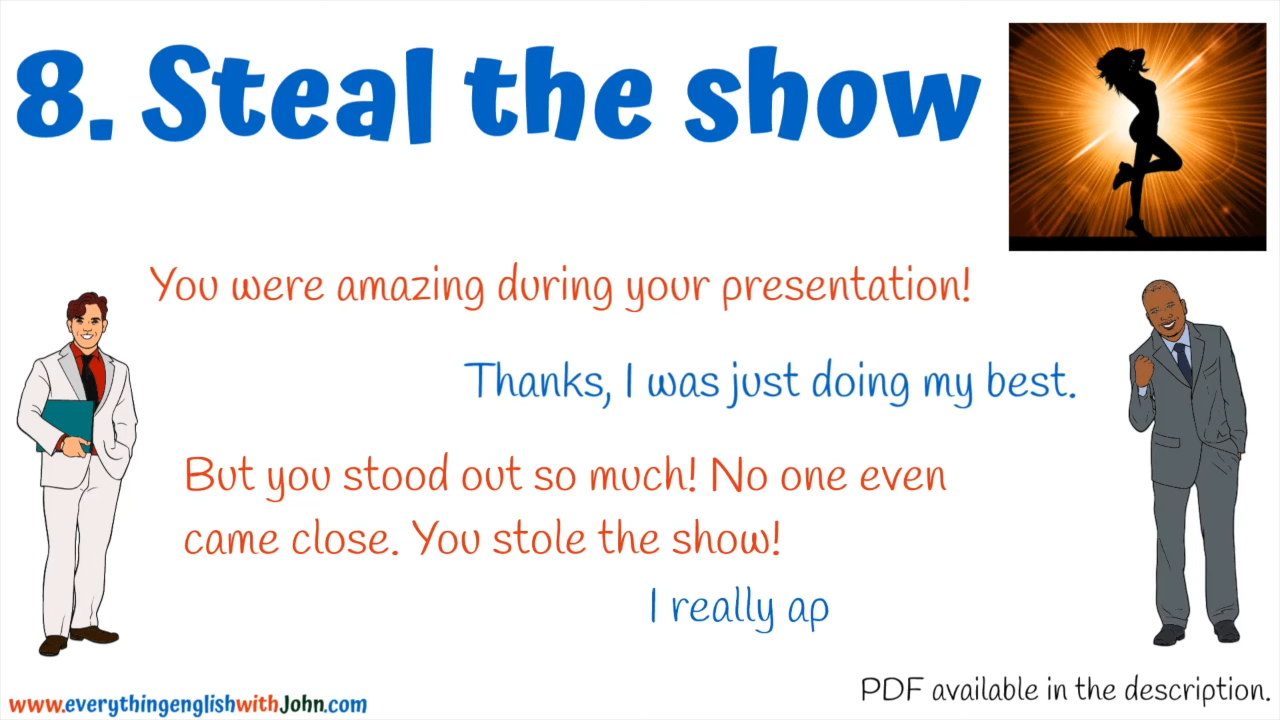 8. Steal the show
You were amazing during your presentation!
Thanks, I was just doing my best.
But you stood out so much! No one even
came close. You stole the show!
I really ap
PDF available in the description.
www.everythingenglishwithJohn.com